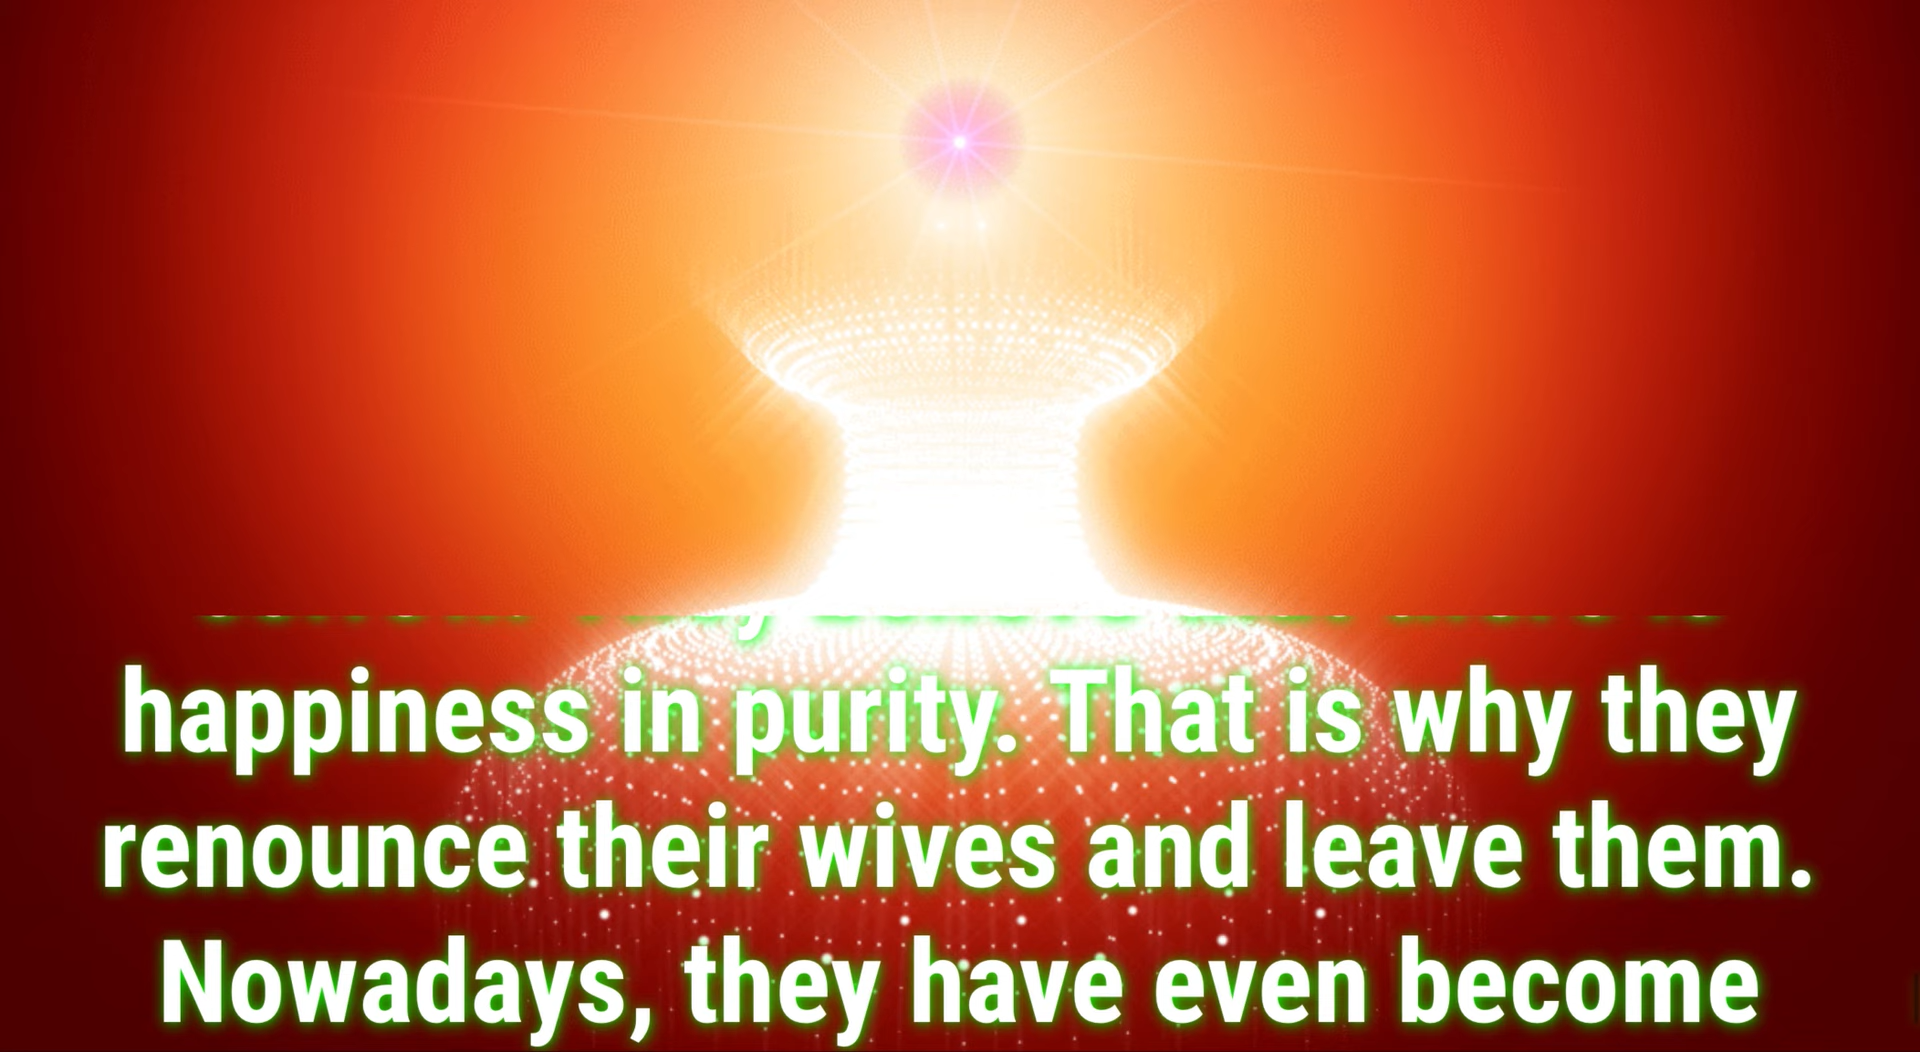 happiness in purity. That is why they
renounce their wives and leave them.
Nowadays, they have even become